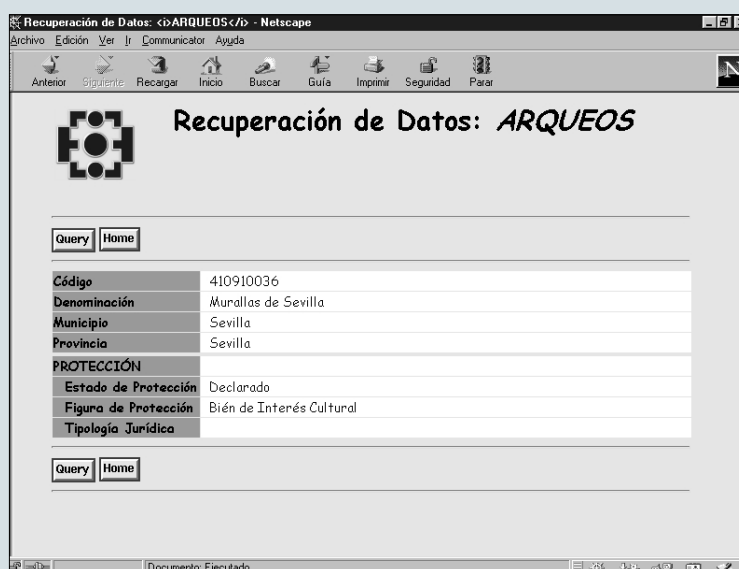 Recuperación de Datos: <i>ARQUEOS</i> - Netscape
Archivo Edición Ver Ir Communicator Ayuda
Anterior Siguiente Recargar Inicio Buscar Guía Imprimir Seguridad Parar
N
Recuperación de Datos: ARQUEOS
Query Home
Código 410910036
Denominación Murallas de Sevilla
Municipio Sevilla
Provincia Sevilla
PROTECCIÓN
Estado de Protección Declarado
Figura de Protección Bién de Interés Cultural
Tipología Jurídica
Query Home
Documento: Ejecutado